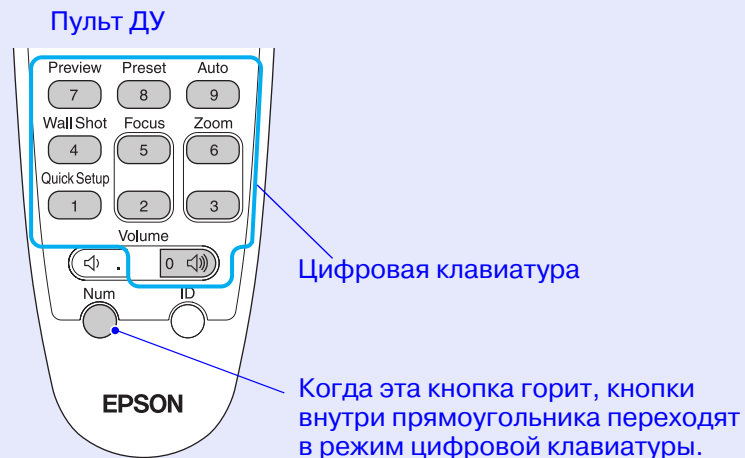 Пульт ДУ
Preview Preset Auto
7 8 9
Wall Shot Focus Zoom
4 5 6
Quick Setup
1 2 3
Volume
. 0
Num ID
Цифровая клавиатура
EPSON
Когда эта кнопка горит, кнопки
внутри прямоугольника переходят
в режим цифровой клавиатуры.